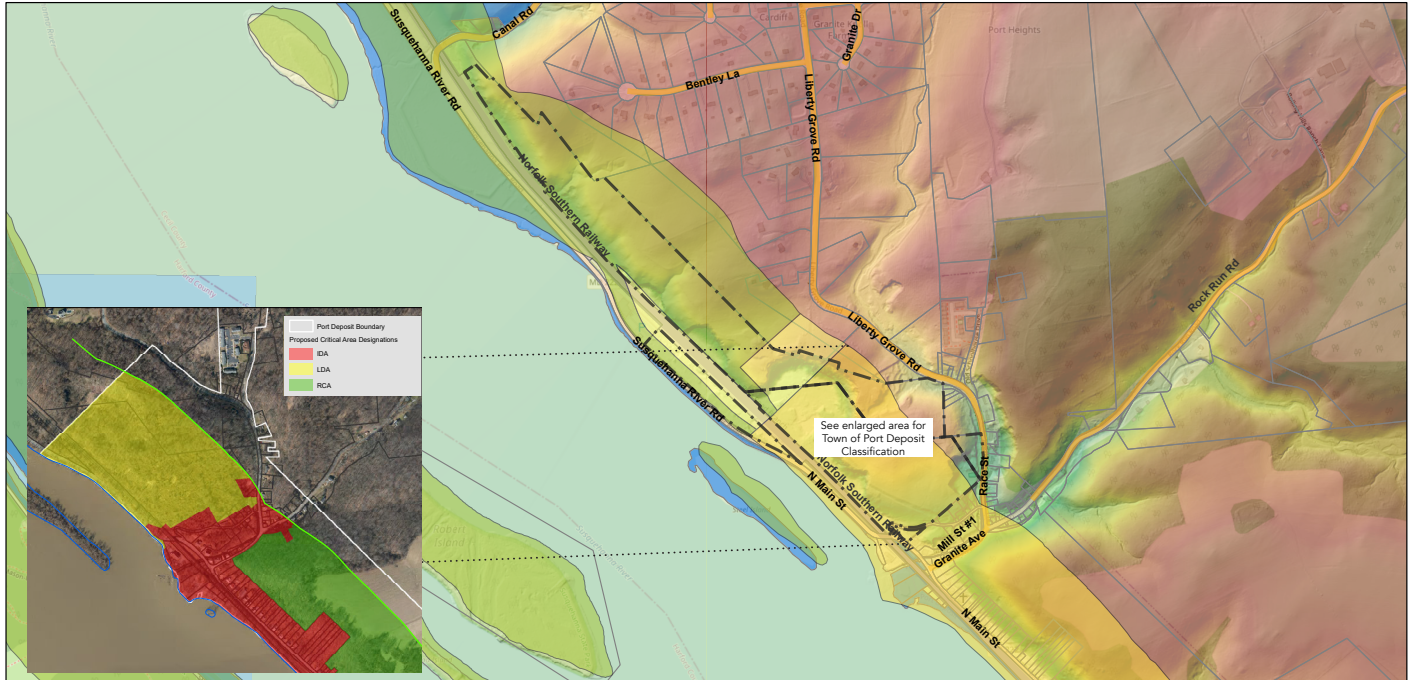 Susquehanna River Rd
Canal Rd
Cardiff
Granite
Farm
Granite Dr
Port Heights
Bentley La
Liberty Grove Rd
Norfolk Southern Railway
Rock Run Rd
Liberty Grove Rd
Susquehanna River Rd
See enlarged area for
Town of Port Deposit
Classification
Race St
Norfolk Southern Railway
N Main St
Mill St #1
Granite Ave
N Main St
Port Deposit Boundary
Proposed Critical Area Designations
IDA
LDA
RCA